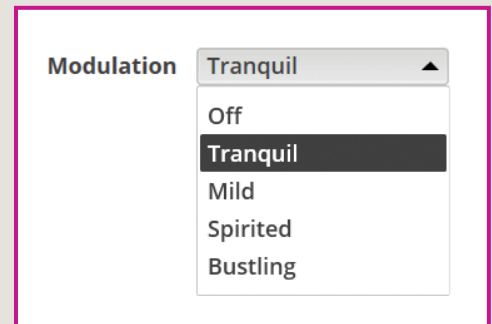 Modulation Tranquil
Off
Tranquil
Mild
Spirited
Bustling